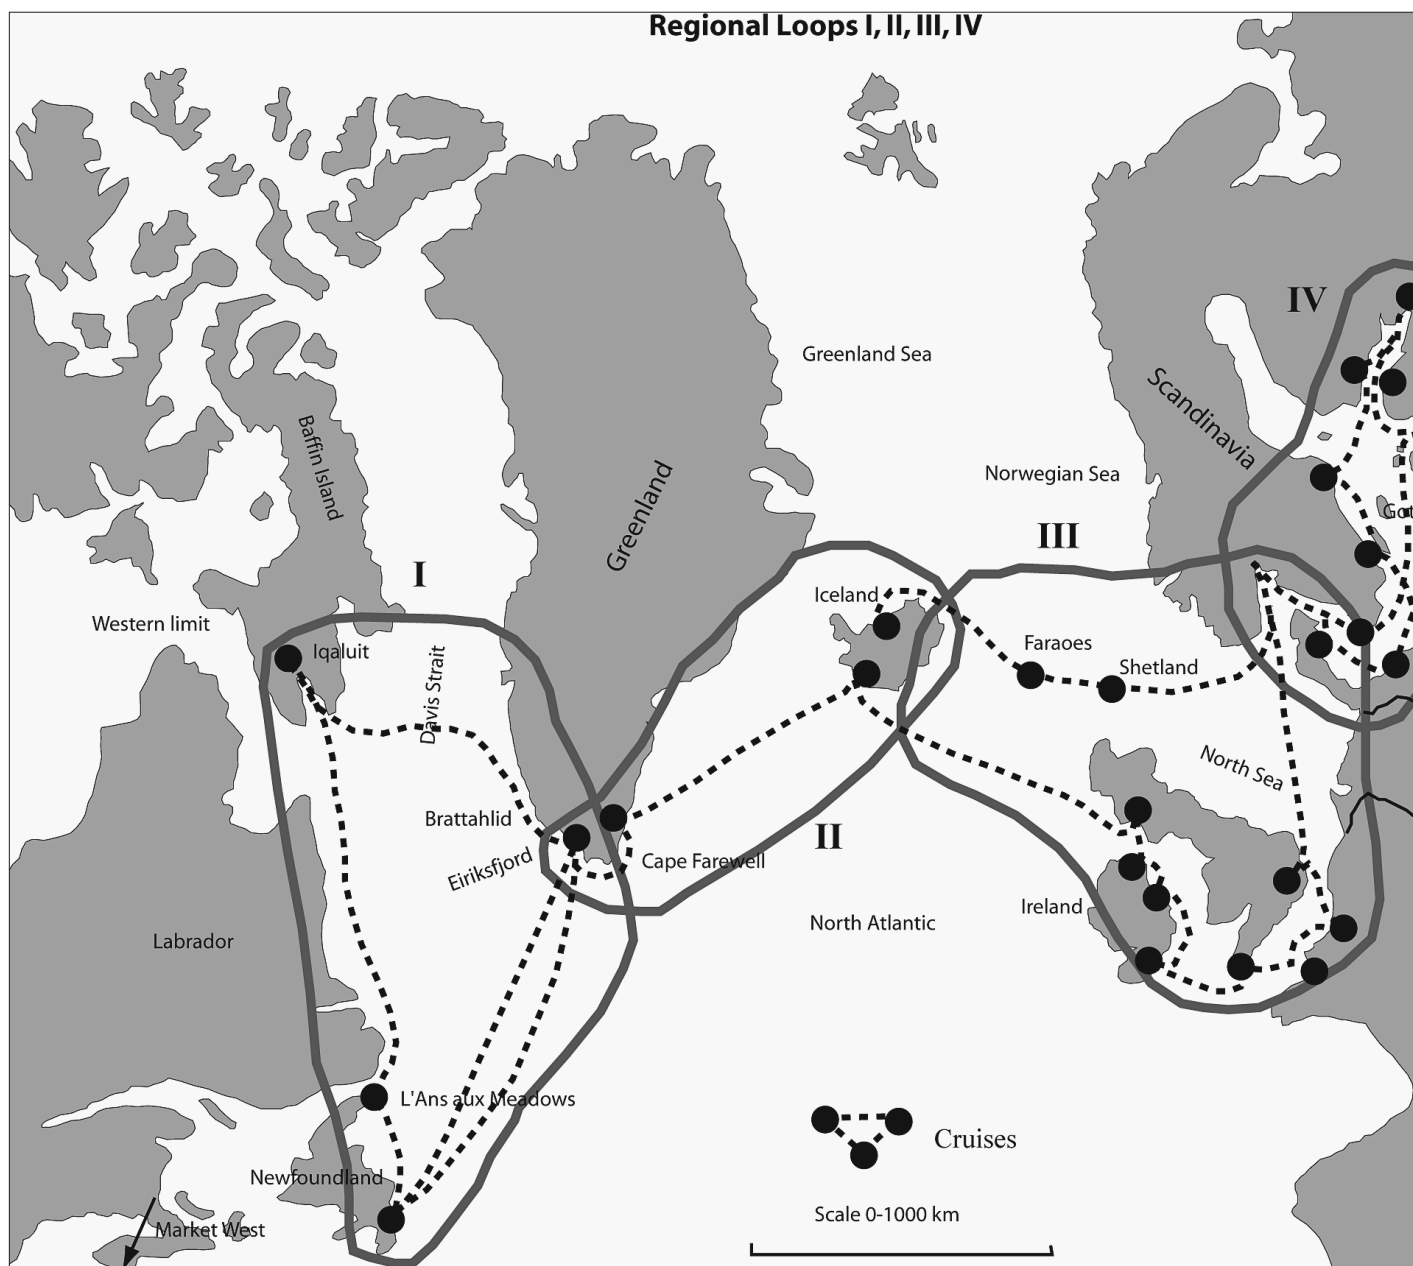 Regional Loops I, II, III, IV
IV
Greenland Sea
Scandinavia
Baffin Island
Norwegian Sea
Greenland
Got
III
I
Iceland
Western limit
Iqaluit
Davis Strait
Faraoes
Shetland
North Sea
Brattahlid
II
Eiriksfjord
Cape Farewell
Ireland
North Atlantic
Labrador
L'Ans aux Meadows
Cruises
Newfoundland
Scale 0-1000 km
Market West